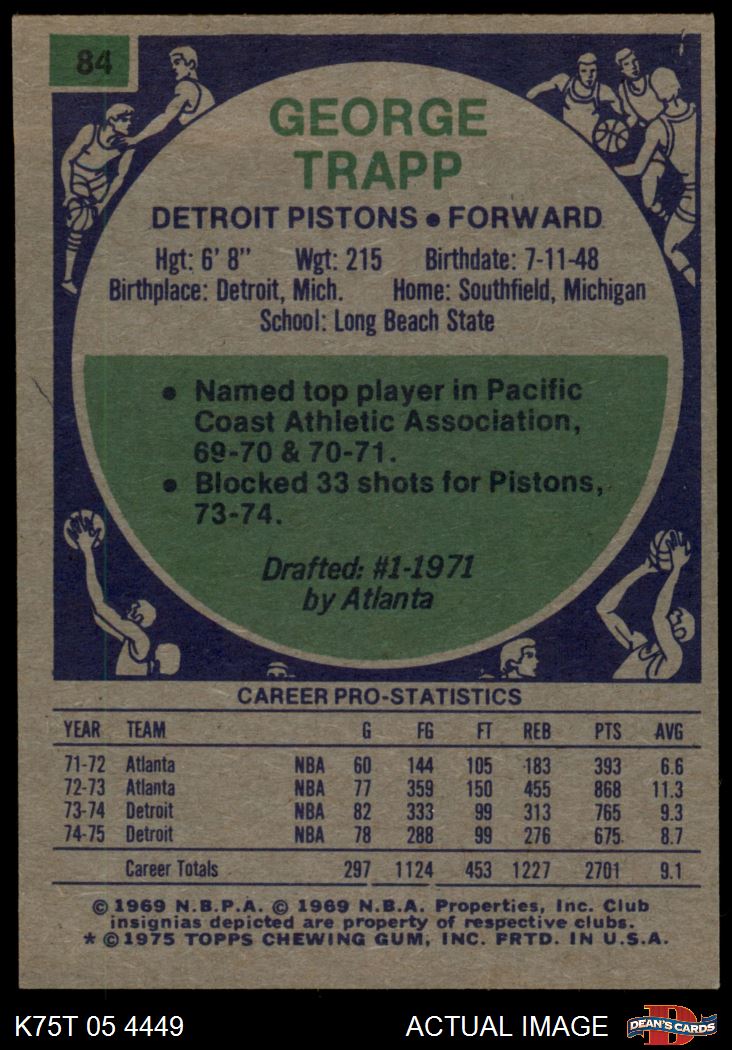 84
GEORGE
TRAPP
DETROIT PISTONS • FORWARD
Hgt: 6' 8" Wgt: 215 Birthdate: 7-11-48
Birthplace: Detroit, Mich. Home: Southfield, Michigan
School: Long Beach State
• Named top player in Pacific
Coast Athletic Association,
69-70 & 70-71.
• Blocked 33 shots for Pistons,
73-74.
Drafted: #1-1971
by Atlanta
CAREER PRO-STATISTICS
YEAR TEAM G FG FT REB PTS AVG
71-72 Atlanta NBA 60 144 105 183 393 6.6
72-73 Atlanta NBA 77 359 150 455 868 11.3
73-74 Detroit NBA 82 333 99 313 765 9.3
74-75 Detroit NBA 78 288 99 276 675 8.7
Career Totals 297 1124 453 1227 2701 9.1
© 1969 N.B.P.A. © 1969 N.B.A. Properties, Inc. Club
insignias depicted are property of respective clubs.
* © 1975 TOPPS CHEWING GUM, INC. PRTD. IN U.S.A.
K75T 05 4449 ACTUAL IMAGE
D
DEAN'S CARDS